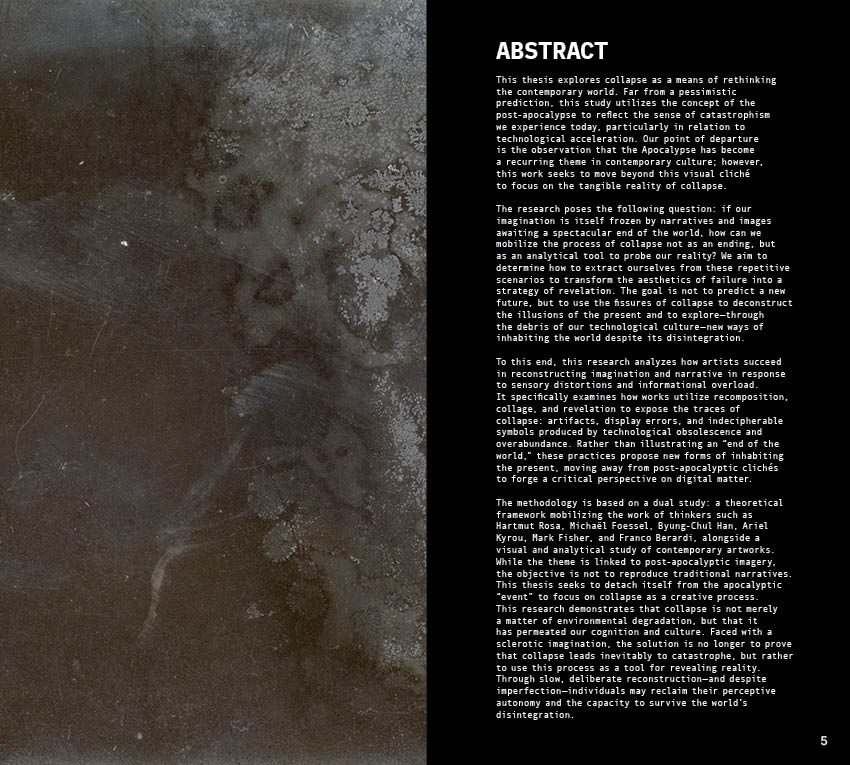 ABSTRACT
This thesis explores collapse as a means of rethinking
the contemporary world. Far from a pessimistic
prediction, this study utilizes the concept of the
post-apocalypse to reflect the sense of catastrophism
we experience today, particularly in relation to
technological acceleration. Our point of departure
is the observation that the Apocalypse has become
a recurring theme in contemporary culture; however,
this work seeks to move beyond this visual cliché
to focus on the tangible reality of collapse.
The research poses the following question: if our
imagination is itself frozen by narratives and images
awaiting a spectacular end of the world, how can we
mobilize the process of collapse not as an ending, but
as an analytical tool to probe our reality? We aim to
determine how to extract ourselves from these repetitive
scenarios to transform the aesthetics of failure into a
strategy of revelation. The goal is not to predict a new
future, but to use the fissures of collapse to deconstruct
the illusions of the present and to explore—through
the debris of our technological culture—new ways of
inhabiting the world despite its disintegration.
To this end, this research analyzes how artists succeed
in reconstructing imagination and narrative in response
to sensory distortions and informational overload.
It specifically examines how works utilize recomposition,
collage, and revelation to expose the traces of
collapse: artifacts, display errors, and indecipherable
symbols produced by technological obsolescence and
overabundance. Rather than illustrating an “end of the
world,” these practices propose new forms of inhabiting
the present, moving away from post-apocalyptic clichés
to forge a critical perspective on digital matter.
The methodology is based on a dual study: a theoretical
framework mobilizing the work of thinkers such as
Hartmut Rosa, Michaël Foessel, Byung-Chul Han, Ariel
Kyrou, Mark Fisher, and Franco Berardi, alongside a
visual and analytical study of contemporary artworks.
While the theme is linked to post-apocalyptic imagery,
the objective is not to reproduce traditional narratives.
This thesis seeks to detach itself from the apocalyptic
“event” to focus on collapse as a creative process.
This research demonstrates that collapse is not merely
a matter of environmental degradation, but that it
has permeated our cognition and culture. Faced with a
sclerotic imagination, the solution is no longer to prove
that collapse leads inevitably to catastrophe, but rather
to use this process as a tool for revealing reality.
Through slow, deliberate reconstruction—and despite
imperfection—individuals may reclaim their perceptive
autonomy and the capacity to survive the world’s
disintegration.
5